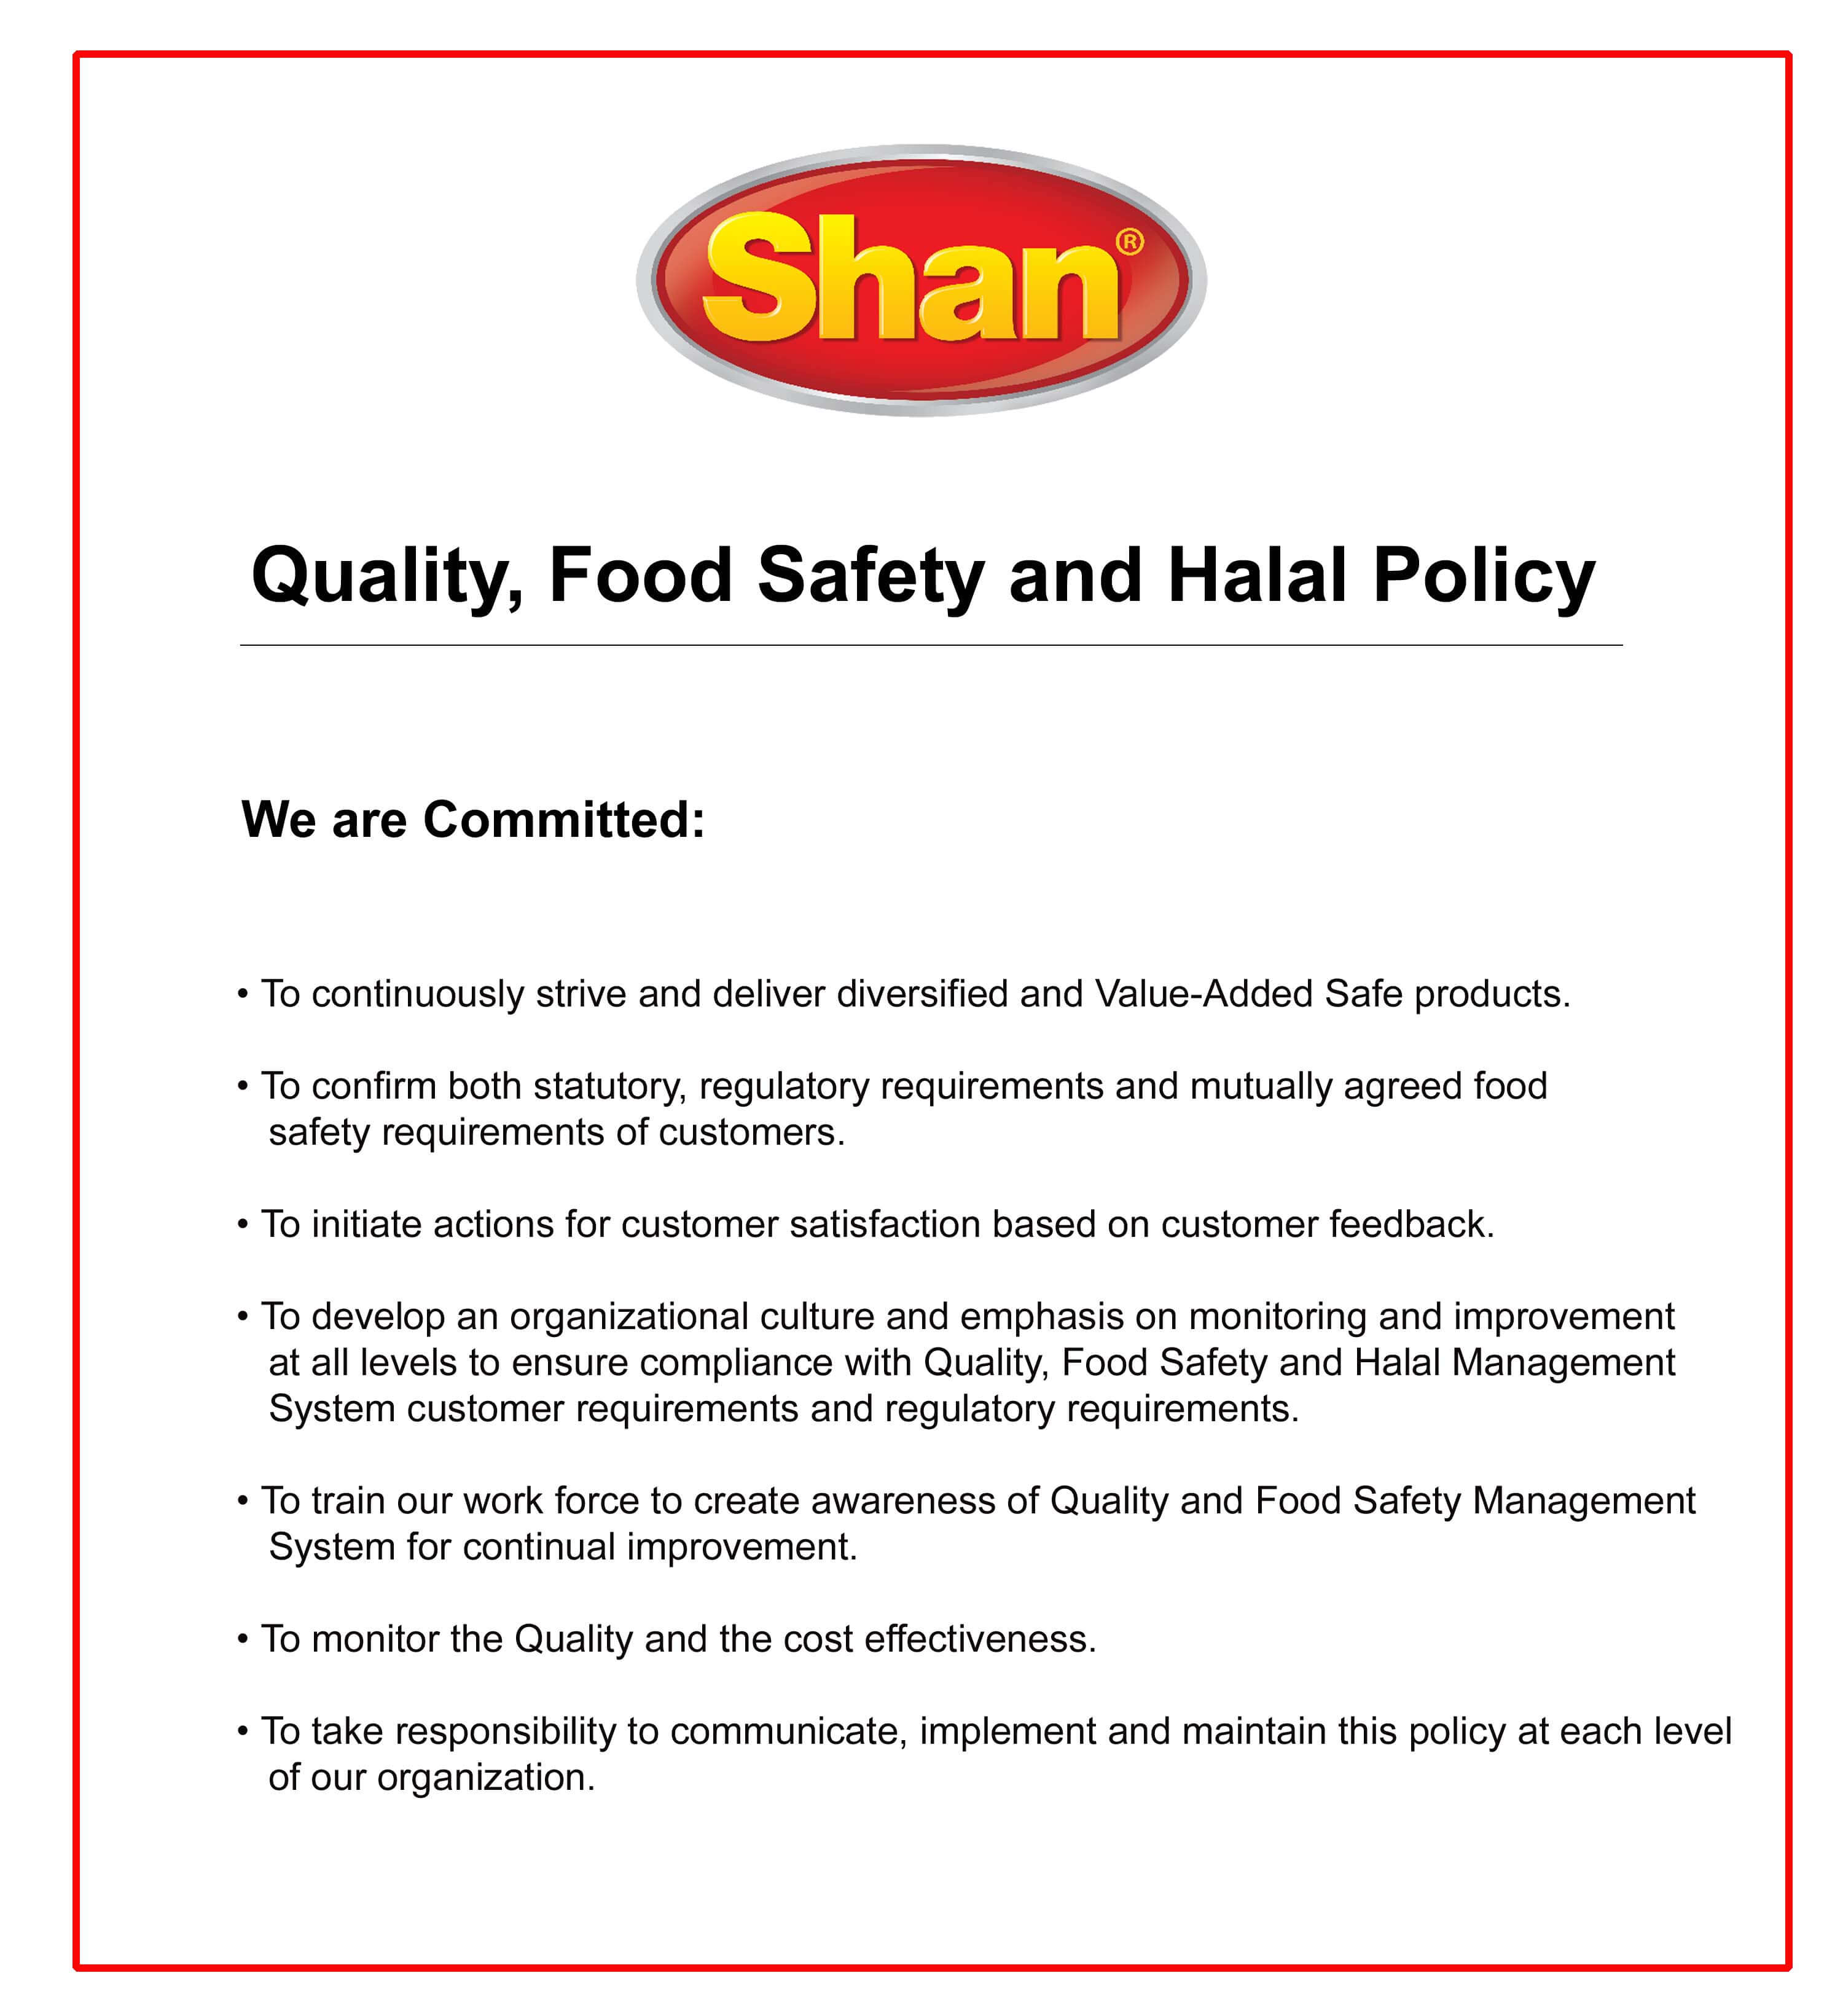 Shan®
Quality, Food Safety and Halal Policy
We are Committed:
• To continuously strive and deliver diversified and Value-Added Safe products.
• To confirm both statutory, regulatory requirements and mutually agreed food
safety requirements of customers.
• To initiate actions for customer satisfaction based on customer feedback.
• To develop an organizational culture and emphasis on monitoring and improvement
at all levels to ensure compliance with Quality, Food Safety and Halal Management
System customer requirements and regulatory requirements.
• To train our work force to create awareness of Quality and Food Safety Management
System for continual improvement.
• To monitor the Quality and the cost effectiveness.
• To take responsibility to communicate, implement and maintain this policy at each level
of our organization.